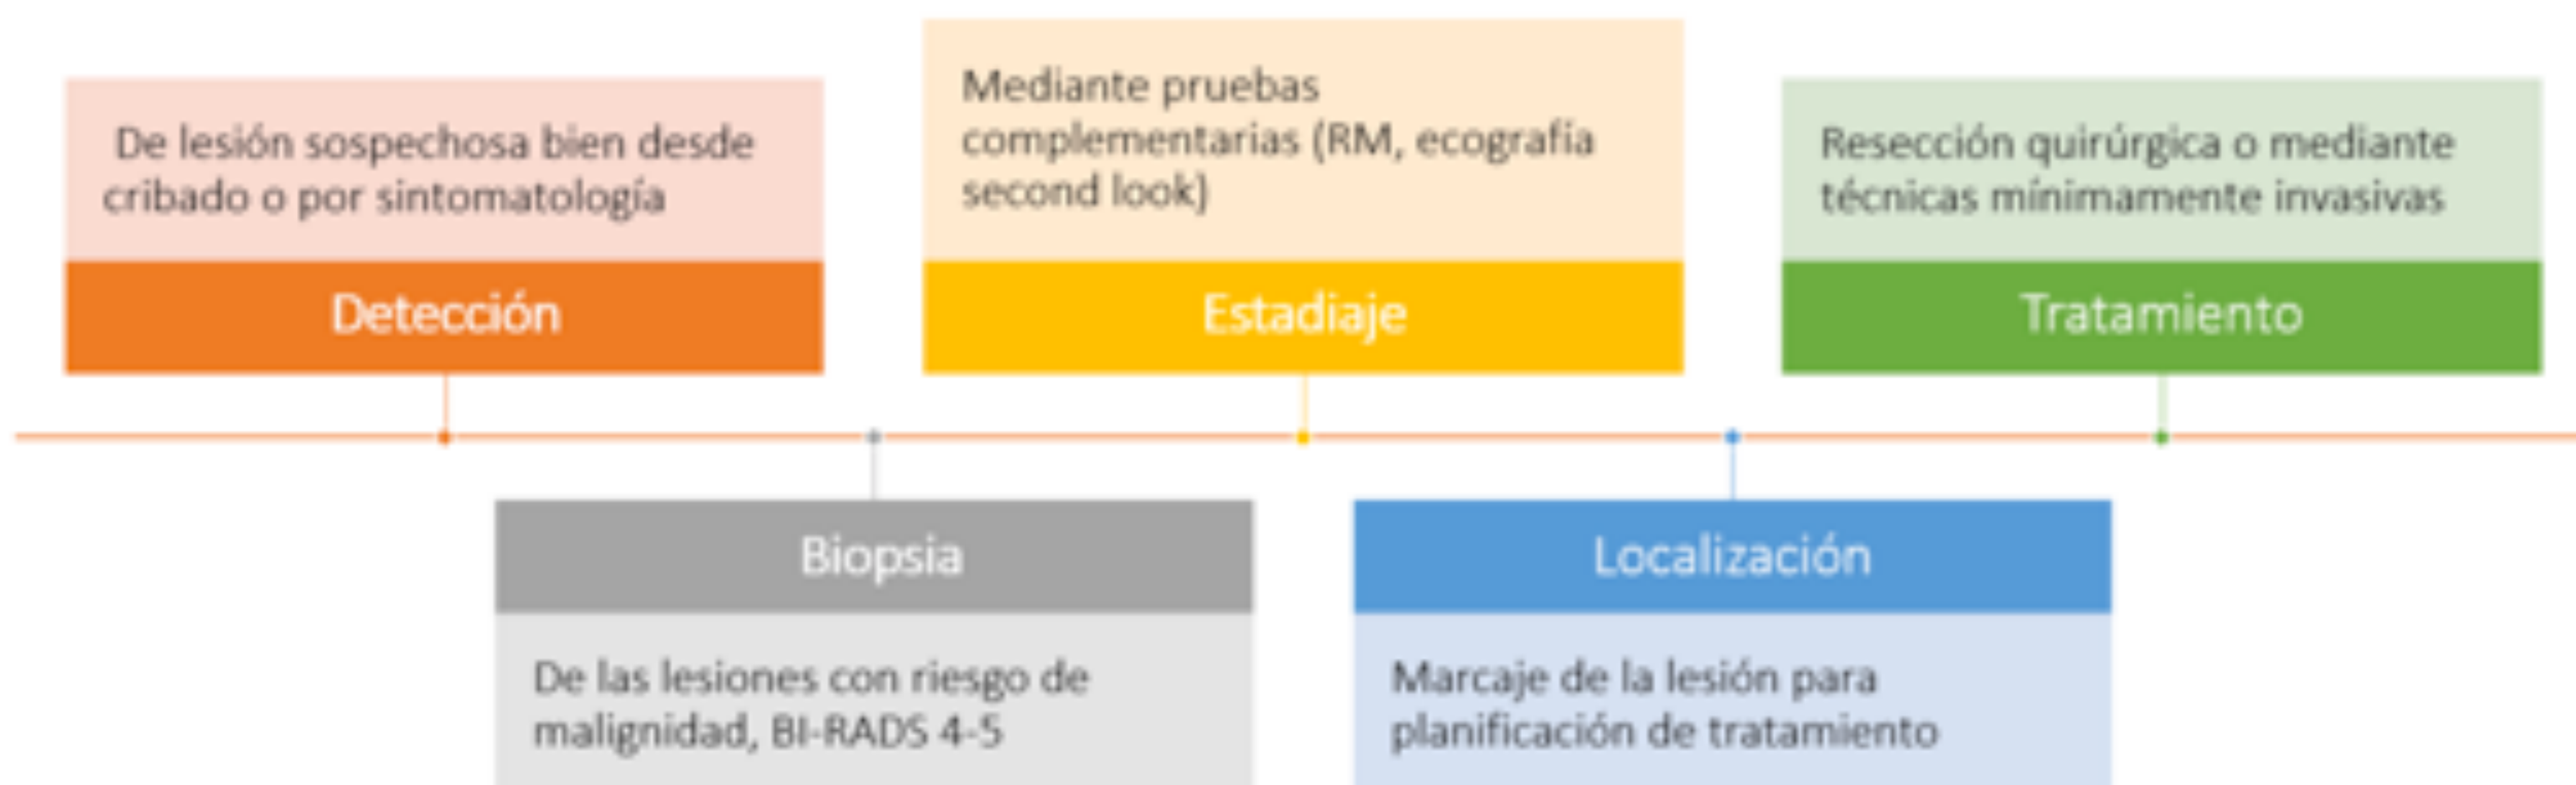 De lesión sospechosa bien desde
cribado o por sintomatología
Detección
Biopsia
De las lesiones con riesgo de
malignidad, BI-RADS 4-5
Mediante pruebas
complementarias (RM, ecografía
second look)
Estadiaje
Localización
Marcaje de la lesión para
planificación de tratamiento
Resección quirúrgica o mediante
técnicas mínimamente invasivas
Tratamiento